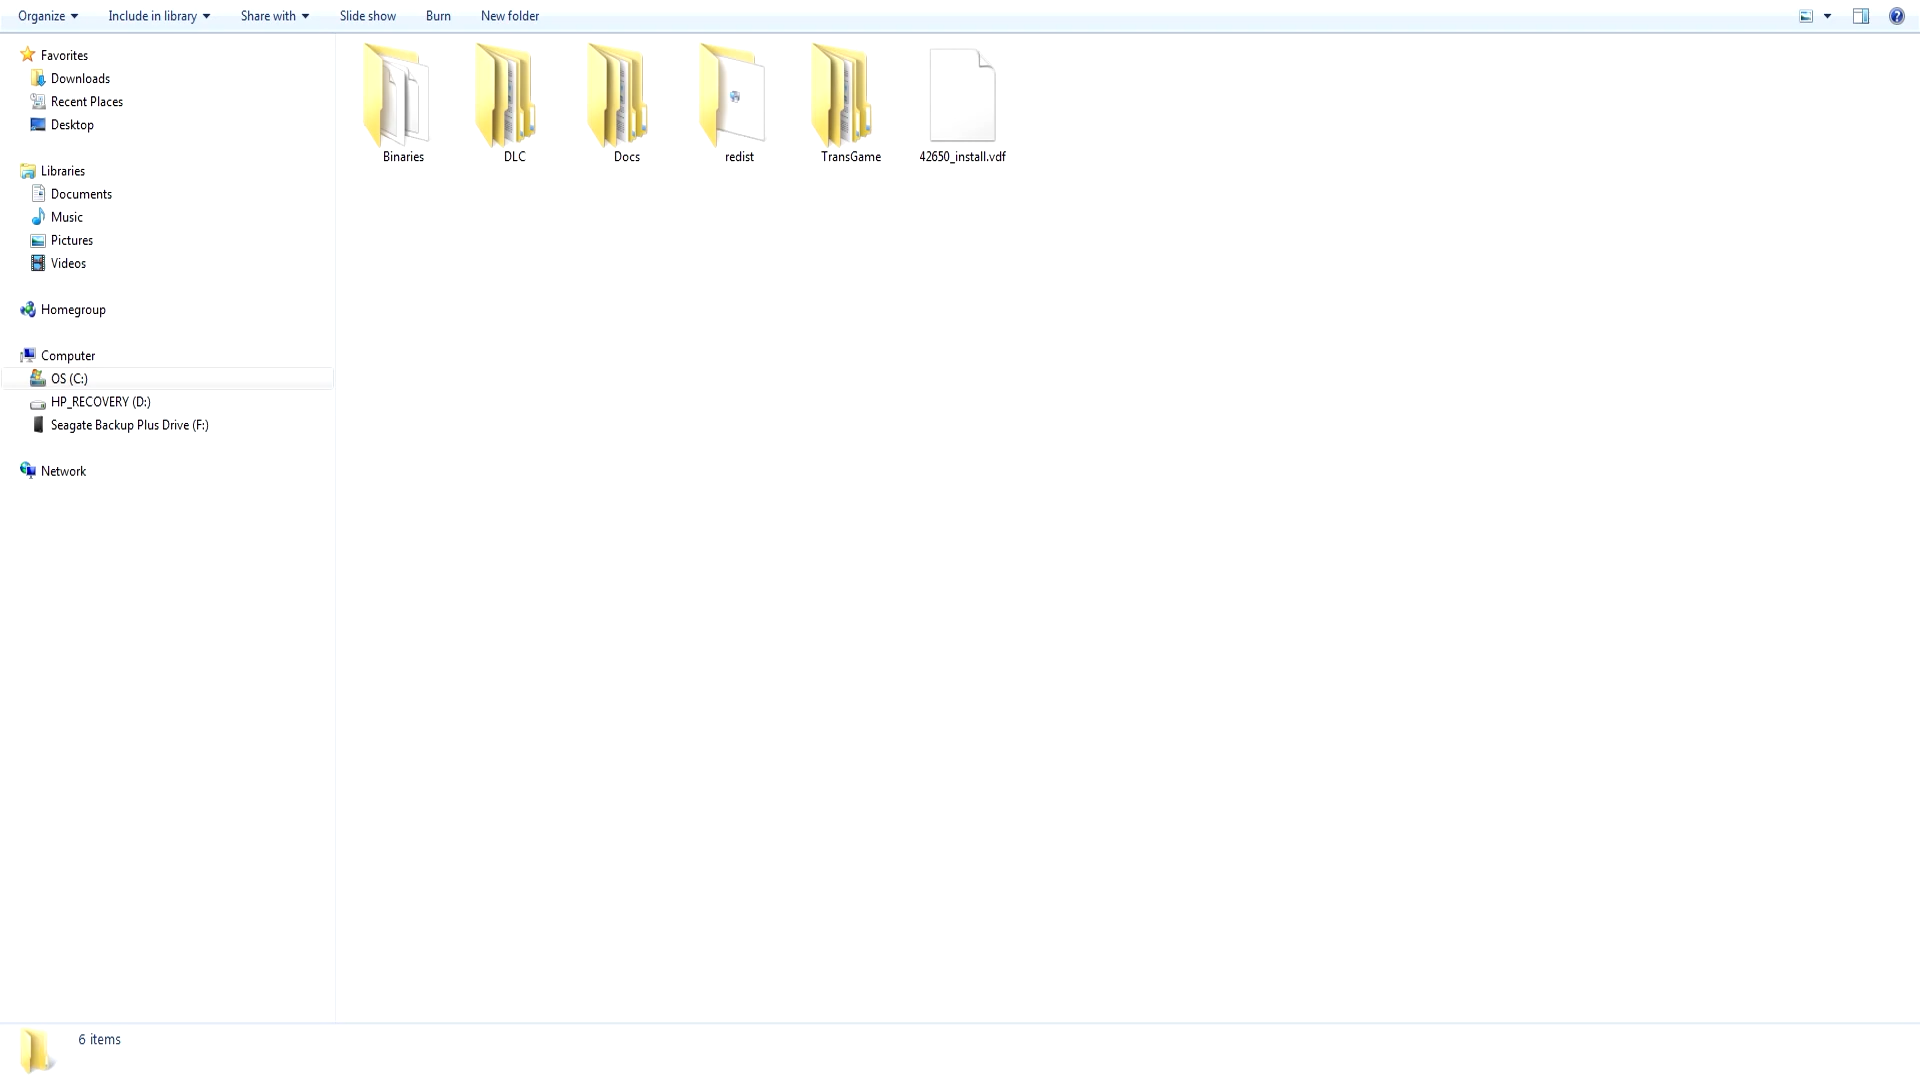 Organize Include in library Share with Slide show Burn New folder
Favorites
Downloads
Recent Places
Desktop
Libraries
Documents
Music
Pictures
Videos
Homegroup
Computer
OS (C:)
HP_RECOVERY (D:)
Seagate Backup Plus Drive (F:)
Network
Binaries DLC Docs redist TransGame 42650_install.vdf
6 items